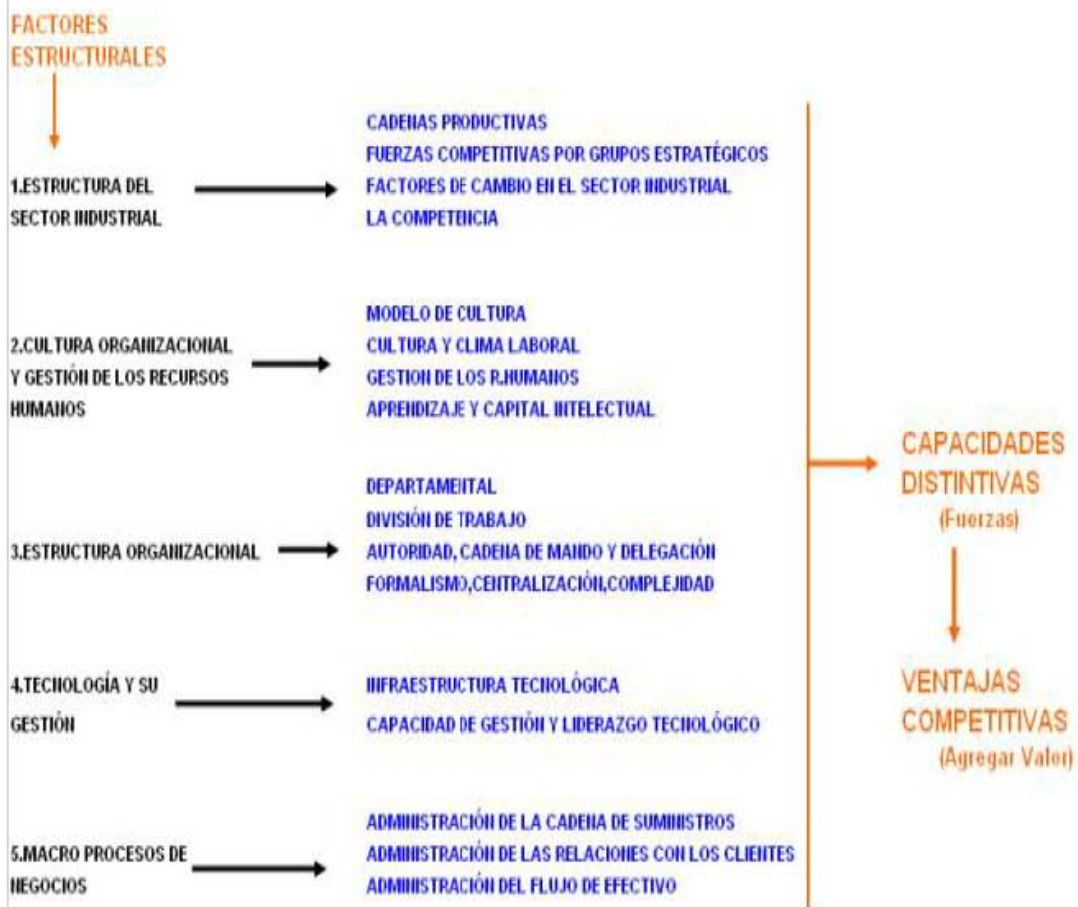 FACTORES
ESTRUCTURALES
1.ESTRUCTURA DEL
SECTOR INDUSTRIAL
CADENAS PRODUCTIVAS
FUERZAS COMPETITIVAS POR GRUPOS ESTRATÉGICOS
FACTORES DE CAMBIO EN EL SECTOR INDUSTRIAL
LA COMPETENCIA
2.CULTURA ORGANIZACIONAL
Y GESTIÓN DE LOS RECURSOS
HUMANOS
MODELO DE CULTURA
CULTURA Y CLIMA LABORAL
GESTION DE LOS R.HUMANOS
APRENDIZAJE Y CAPITAL INTELECTUAL
3.ESTRUCTURA ORGANIZACIONAL
DEPARTAMENTAL
DIVISIÓN DE TRABAJO
AUTORIDAD, CADENA DE MANDO Y DELEGACIÓN
FORMALISMO,CENTRALIZACIÓN,COMPLEJIDAD
4.TECNOLOGÍA Y SU
GESTIÓN
INFRAESTRUCTURA TECNOLÓGICA
CAPACIDAD DE GESTIÓN Y LIDERAZGO TECNOLÓGICO
5.MACRO PROCESOS DE
NEGOCIOS
ADMINISTRACIÓN DE LA CADENA DE SUMINISTROS
ADMINISTRACIÓN DE LAS RELACIONES CON LOS CLIENTES
ADMINISTRACIÓN DEL FLUJO DE EFECTIVO
CAPACIDADES
DISTINTIVAS
(Fuerzas)
VENTAJAS
COMPETITIVAS
(Agregar Valor)